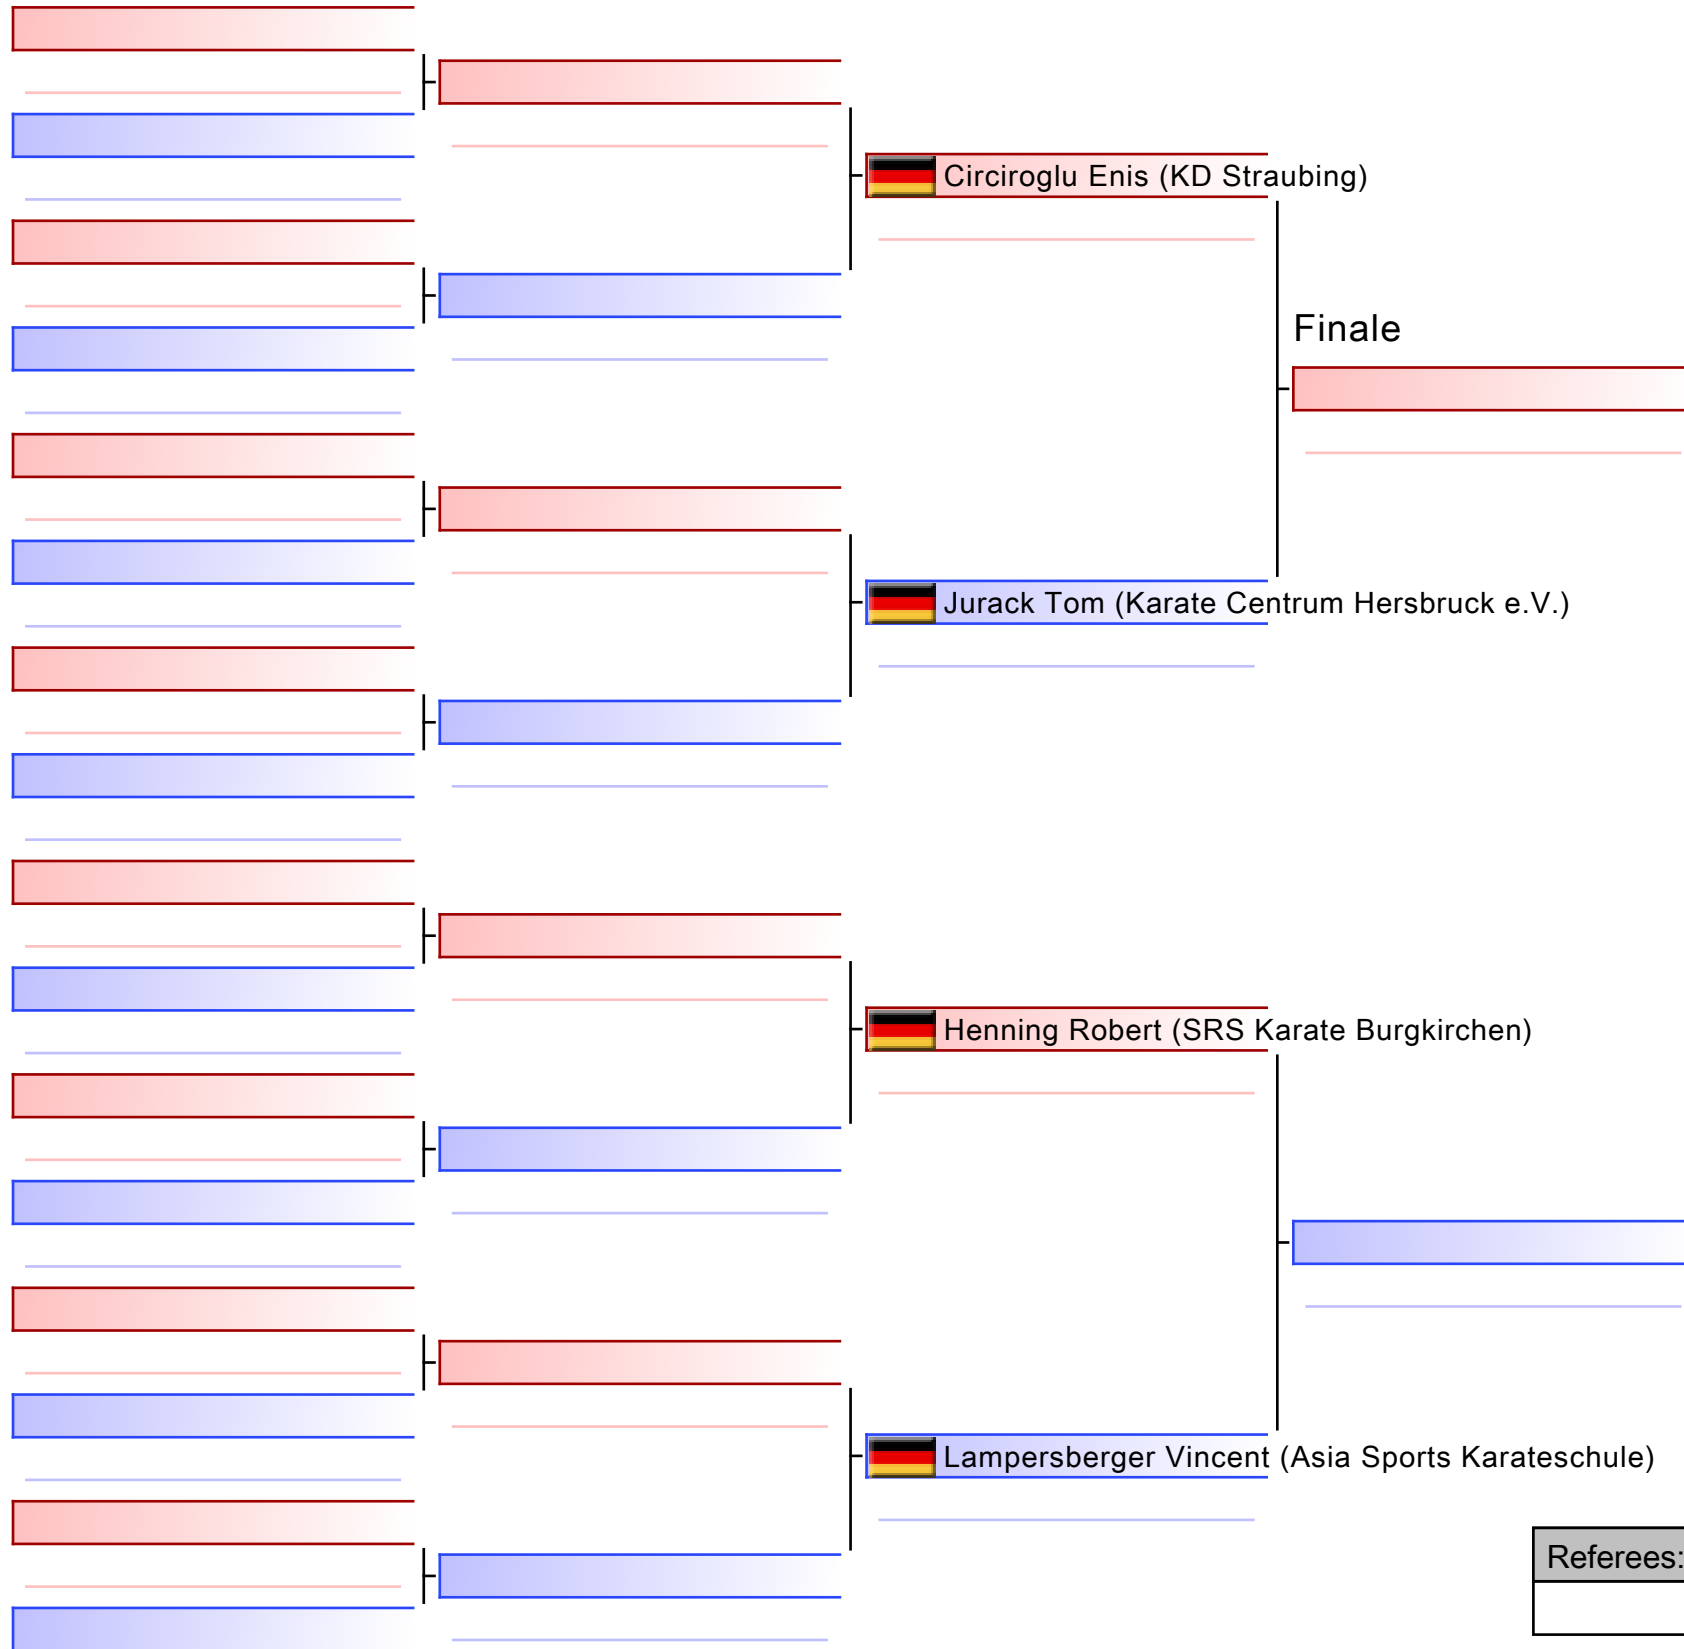 Circiroglu Enis (KD Straubing)
Finale
Jurack Tom (Karate Centrum Hersbruck e.V.)
Henning Robert (SRS Karate Burgkirchen)
Lampersberger Vincent (Asia Sports Karateschule)
Referees: